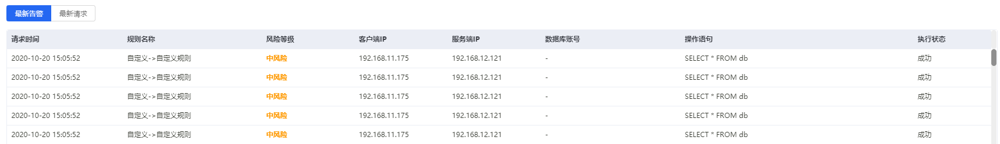 最新告警 最新请求
请求时间 规则名称 风险等级 客户端IP 服务端IP 数据库账号 操作语句 执行状态
2020-10-20 15:05:52 自定义->自定义规则 中风险 192.168.11.175 192.168.12.121 - SELECT * FROM db 成功
2020-10-20 15:05:52 自定义->自定义规则 中风险 192.168.11.175 192.168.12.121 - SELECT * FROM db 成功
2020-10-20 15:05:52 自定义->自定义规则 中风险 192.168.11.175 192.168.12.121 - SELECT * FROM db 成功
2020-10-20 15:05:52 自定义->自定义规则 中风险 192.168.11.175 192.168.12.121 - SELECT * FROM db 成功
2020-10-20 15:05:52 自定义->自定义规则 中风险 192.168.11.175 192.168.12.121 - SELECT * FROM db 成功